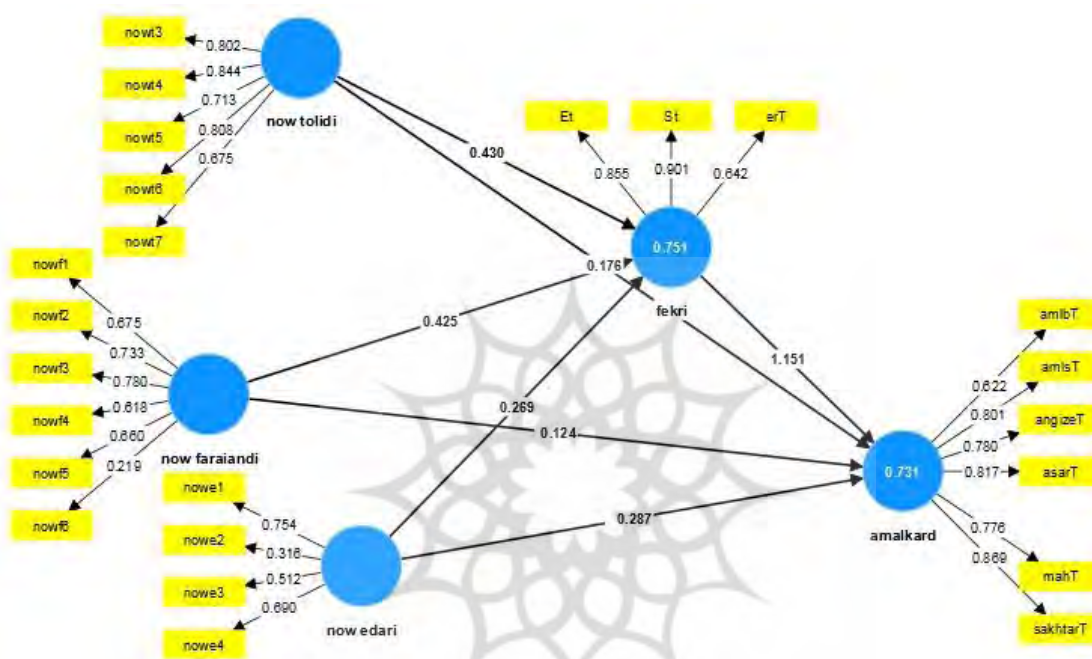 nowt3
0.802
nowt4
0.844
nowt5
0.713
nowt6
0.808
nowt7
0.675
now tolidi
Et
St
erT
0.855
0.901
0.642
0.430
0.751
fekri
0.176
nowf1
0.675
nowf2
0.733
nowf3
0.780
nowf4
0.618
nowf5
0.660
nowf6
0.219
now faraiandi
0.425
0.269
0.124
1.151
0.287
nowe1
0.754
nowe2
0.316
nowe3
0.512
nowe4
0.690
now edari
amlbT
0.622
amlsT
0.801
angizeT
0.780
asarT
0.817
0.731
amalkard
0.776
mahT
0.869
sakhtarT